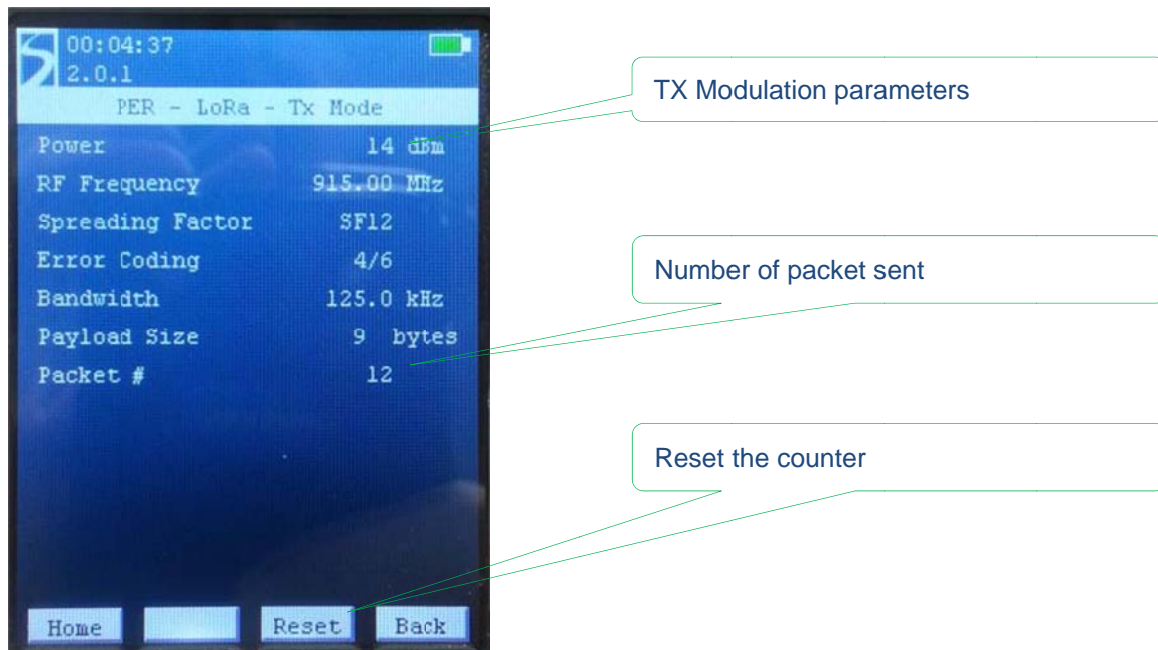 00:04:37
2.0.1
PER - LoRa - Tx Mode
Power 14 dBm
RF Frequency 915.00 MHz
Spreading Factor SF12
Error Coding 4/6
Bandwidth 125.0 kHz
Payload Size 9 bytes
Packet # 12
Home Reset Back
TX Modulation parameters
Number of packet sent
Reset the counter